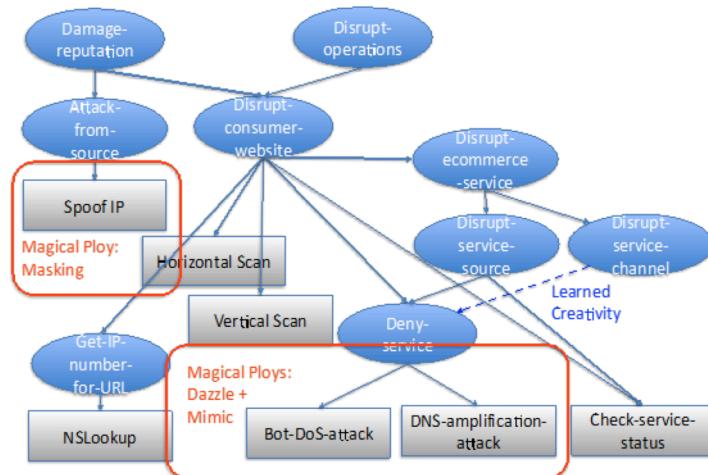 Damage-
reputation
Disrupt-
operations
Attack-
from-
source
Disrupt-
consumer-
website
Disrupt-
ecommerce
-service
Spoof IP
Magical Ploy:
Masking
Horizontal Scan
Disrupt-
service-
source
Disrupt-
service-
channel
Learned
Creativity
Vertical Scan
Deny-
service
Get-IP-
number-
for-URL
Magical Ploys:
Dazzle +
Mimic
NSLookup
Bot-DoS-attack
DNS-amplification-
attack
Check-service-
status